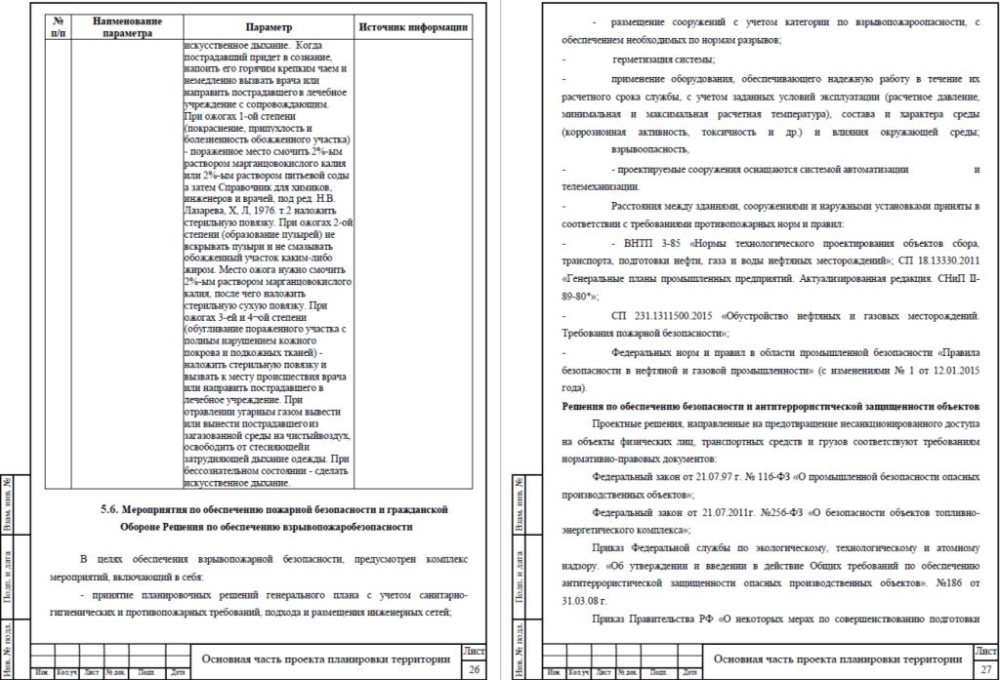 № п/п
Наименование параметра
Параметр
Источник информации
искусственное дыхание. Когда
пострадавший придет в сознание,
напоить его горячим крепким чаем и
немедленно вызвать врача или
направить пострадавшего в лечебное
учреждение с сопровождающим.
При ожогах 1-ой степени
(покраснение, припухлость и
болезненность обожженного участка)
- пораженное место смочить 2%-ым
раствором марганцовокислого калия
или 2%-ым раствором питьевой соды
а затем Справочник для химиков,
инженеров и врачей, под ред. Н.В.
Лазарева, Х, Л, 1976. т.2 наложить
стерильную повязку. При ожогах 2-ой
степени (образование пузырей) не
вскрывать пузыри и не смазывать
обожженный участок каким-либо
жиром. Место ожога нужно смочить
2%-ым раствором марганцовокислого
калия, после чего наложить
стерильную сухую повязку. При
ожогах 3-ей и 4¬ой степени
(обугливание пораженного участка с
полным нарушением кожного
покрова и подкожных тканей) -
наложить стерильную повязку и
вызвать к месту происшествия врача
или направить пострадавшего в
лечебное учреждение. При
отравлении угарным газом вывести
или вынести пострадавшего из
загазованной среды на чистыйвоздух,
освободить от стесняющейи
затрудняющей дыхание одежды. При
бессознательном состоянии - сделать
искусственное дыхание.
5.6. Мероприятия по обеспечению пожарной безопасности и гражданской
Обороне Решения по обеспечению взрывопожаробезопасности
В целях обеспечения взрывопожарной безопасности, предусмотрен комплекс
мероприятий, включающий в себя:
- принятие планировочных решений генерального плана с учетом санитарно-
гигиенических и противопожарных требований, подхода и размещения инженерных сетей;
Взам. инв. №
Подп. и дата
Инв. № подл.
Изм. Кол.уч Лист № док. Подп. Дата
Основная часть проекта планировки территории
Лист
26
- размещение сооружений с учетом категории по взрывопожароопасности, с
обеспечением необходимых по нормам разрывов;
- герметизация системы;
- применение оборудования, обеспечивающего надежную работу в течение их
расчетного срока службы, с учетом заданных условий эксплуатации (расчетное давление,
минимальная и максимальная расчетная температура), состава и характера среды
(коррозионная активность, токсичность и др.) и влияния окружающей среды;
взрывоопасность,
- - проектируемые сооружения оснащаются системой автоматизации и
телемеханизации.
- Расстояния между зданиями, сооружениями и наружными установками приняты в
соответствии с требованиями противопожарных норм и правил:
- - ВНТП 3-85 «Нормы технологического проектирования объектов сбора,
транспорта, подготовки нефти, газа и воды нефтяных месторождений»; СП 18.13330.2011
«Генеральные планы промышленных предприятий. Актуализированная редакция. СНиП II-
89-80*»;
- СП 231.1311500.2015 «Обустройство нефтяных и газовых месторождений.
Требования пожарной безопасности»;
- Федеральных норм и правил в области промышленной безопасности «Правила
безопасности в нефтяной и газовой промышленности» (с изменениями № 1 от 12.01.2015
года).
Решения по обеспечению безопасности и антитеррористической защищенности объектов
Проектные решения, направленные на предотвращение несанкционированного доступа
на объекты физических лиц, транспортных средств и грузов соответствуют требованиям
нормативно-правовых документов:
Федеральный закон от 21.07.97 г. № 116-ФЗ «О промышленной безопасности опасных
производственных объектов»;
Федеральный закон от 21.07.2011г. №256-ФЗ «О безопасности объектов топливно-
энергетического комплекса»;
Приказ Федеральной службы по экологическому, технологическому и атомному
надзору. «Об утверждении и введении в действие Общих требований по обеспечению
антитеррористической защищенности опасных производственных объектов». №186 от
31.03.08 г.
Приказ Правительства РФ «О некоторых мерах по совершенствованию подготовки
Взам. инв. №
Подп. и дата
Инв. № подл.
Изм. Кол.уч Лист № док. Подп. Дата
Основная часть проекта планировки территории
Лист
27